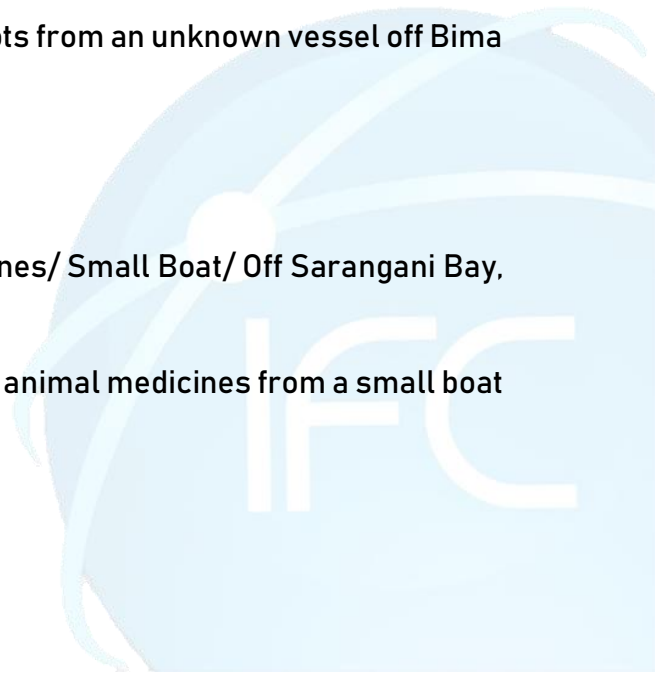 ts from an unknown vessel off Bima
nes/ Small Boat/ Off Sarangani Bay,
animal medicines from a small boat
IFC